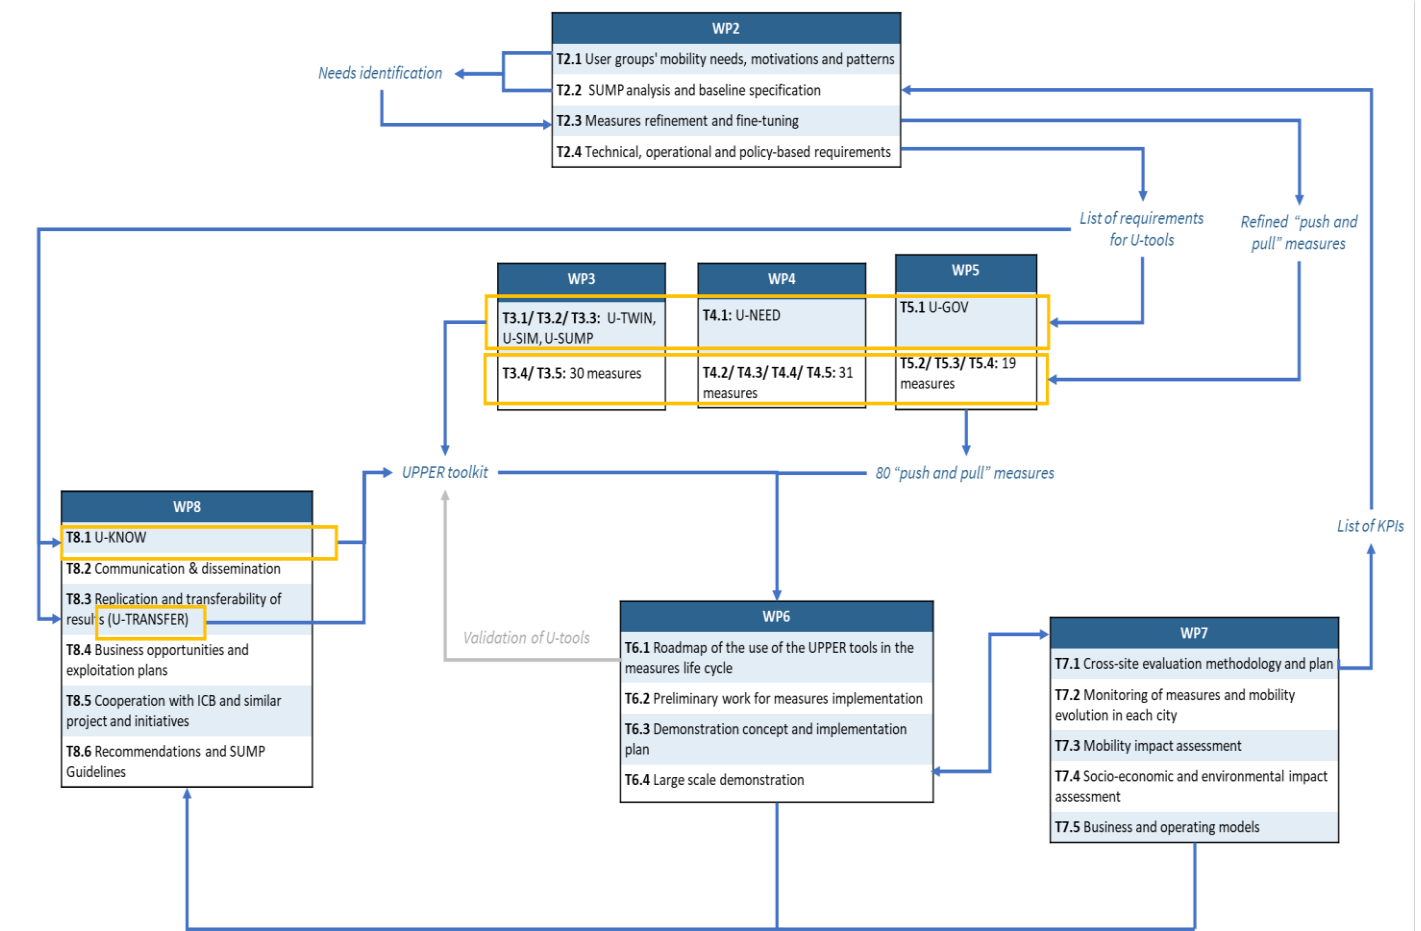 WP2
T2.1 User groups' mobility needs, motivations and patterns
T2.2 SUMP analysis and baseline specification
T2.3 Measures refinement and fine-tuning
T2.4 Technical, operational and policy-based requirements
Needs identification
List of requirements
for U-tools
Refined “push and
pull” measures
WP3
T3.1/ T3.2/ T3.3: U-TWIN,
U-SIM, U-SUMP
T3.4/ T3.5: 30 measures
WP4
T4.1: U-NEED
T4.2/ T4.3/ T4.4/ T4.5: 31
measures
WP5
T5.1 U-GOV
T5.2/ T5.3/ T5.4: 19
measures
UPPER toolkit
80 “push and pull” measures
List of KPIs
WP8
T8.1 U-KNOW
T8.2 Communication & dissemination
T8.3 Replication and transferability of
results (U-TRANSFER)
T8.4 Business opportunities and
exploitation plans
T8.5 Cooperation with ICB and similar
project and initiatives
T8.6 Recommendations and SUMP
Guidelines
Validation of U-tools
WP6
T6.1 Roadmap of the use of the UPPER tools in the
measures life cycle
T6.2 Preliminary work for measures implementation
T6.3 Demonstration concept and implementation
plan
T6.4 Large scale demonstration
WP7
T7.1 Cross-site evaluation methodology and plan
T7.2 Monitoring of measures and mobility
evolution in each city
T7.3 Mobility impact assessment
T7.4 Socio-economic and environmental impact
assessment
T7.5 Business and operating models